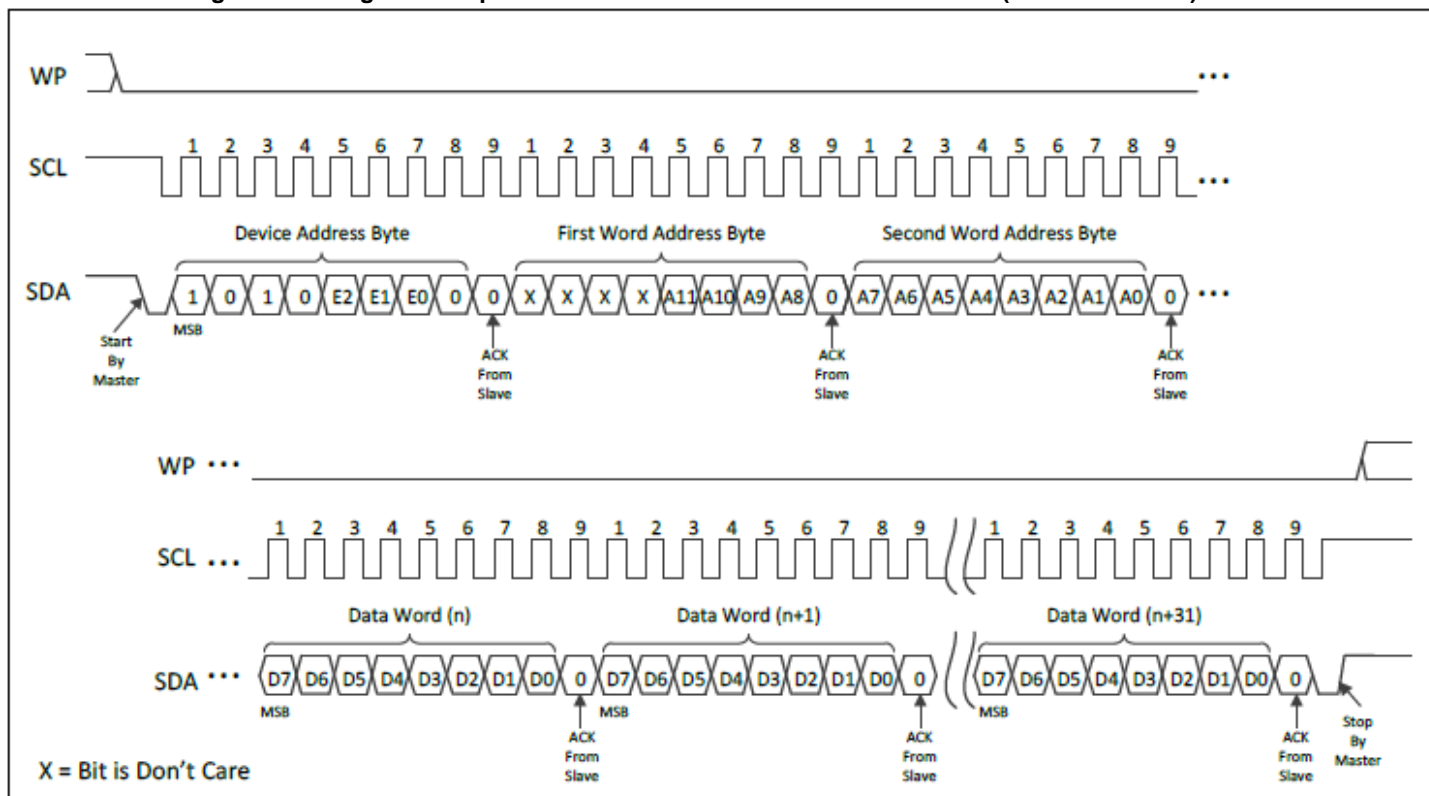 WP ...
1 2 3 4 5 6 7 8 9 1 2 3 4 5 6 7 8 9 1 2 3 4 5 6 7 8 9
SCL ...
Device Address Byte First Word Address Byte Second Word Address Byte
SDA 1 0 1 0 E2 E1 E0 0 0 X X X X A11 A10 A9 A8 0 A7 A6 A5 A4 A3 A2 A1 A0 0 ...
MSB
Start By Master
ACK From Slave
ACK From Slave
ACK From Slave
WP ...
1 2 3 4 5 6 7 8 9 1 2 3 4 5 6 7 8 9 1 2 3 4 5 6 7 8 9
SCL ...
Data Word (n) Data Word (n+1) Data Word (n+31)
SDA ... D7 D6 D5 D4 D3 D2 D1 D0 0 D7 D6 D5 D4 D3 D2 D1 D0 0 D7 D6 D5 D4 D3 D2 D1 D0 0
MSB MSB MSB
ACK From Slave
ACK From Slave
ACK From Slave
Stop By Master
X = Bit is Don't Care